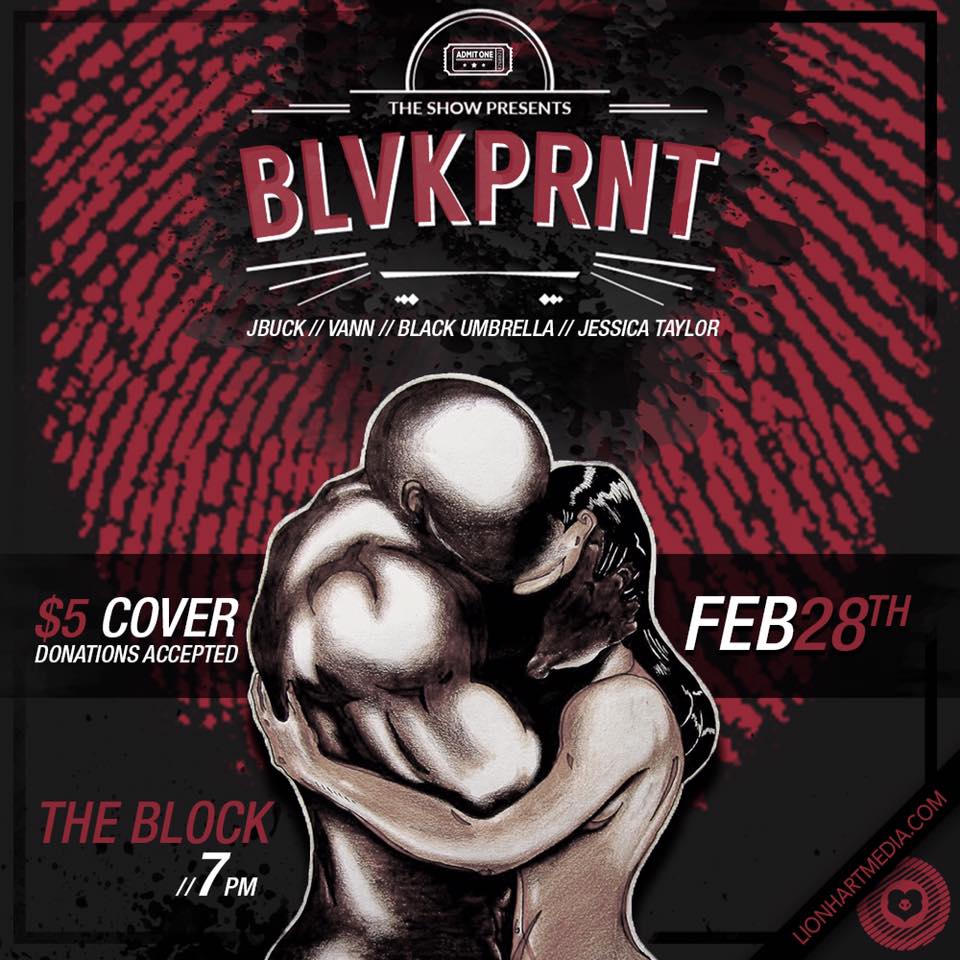 ADMIT ONE
THE SHOW PRESENTS
BLVKPRNT
JBUCK // VANN // BLACK UMBRELLA // JESSICA TAYLOR
$5 COVER
DONATIONS ACCEPTED
FEB28TH
THE BLOCK
//7PM
LIONHARTMEDIA.COM